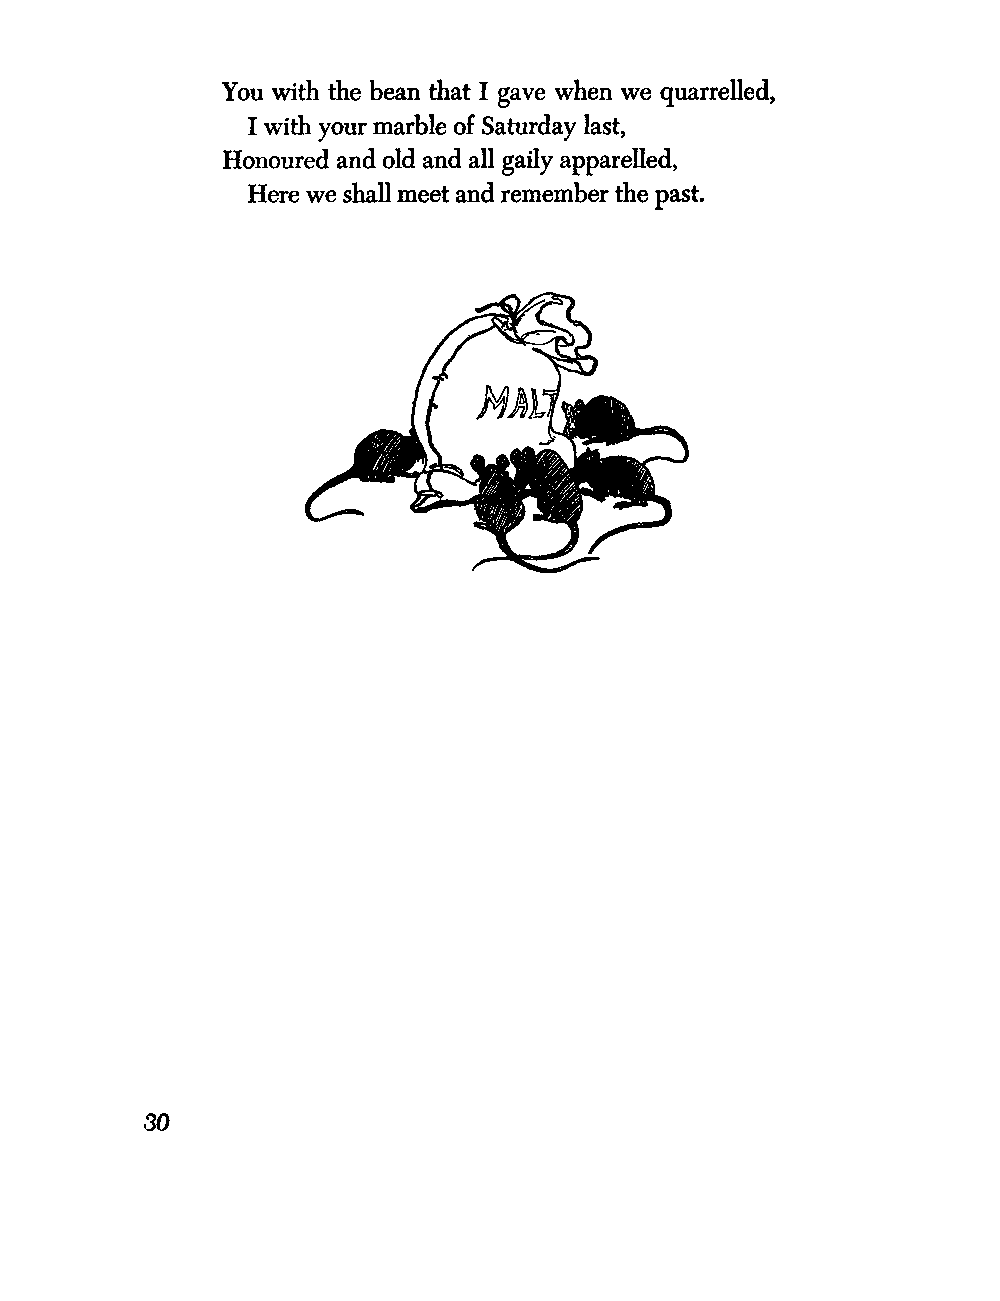 You with the bean that I gave when we quarrelled,
I with your marble of Saturday last,
Honoured and old and all gaily apparelled,
Here we shall meet and remember the past.
MALT
30